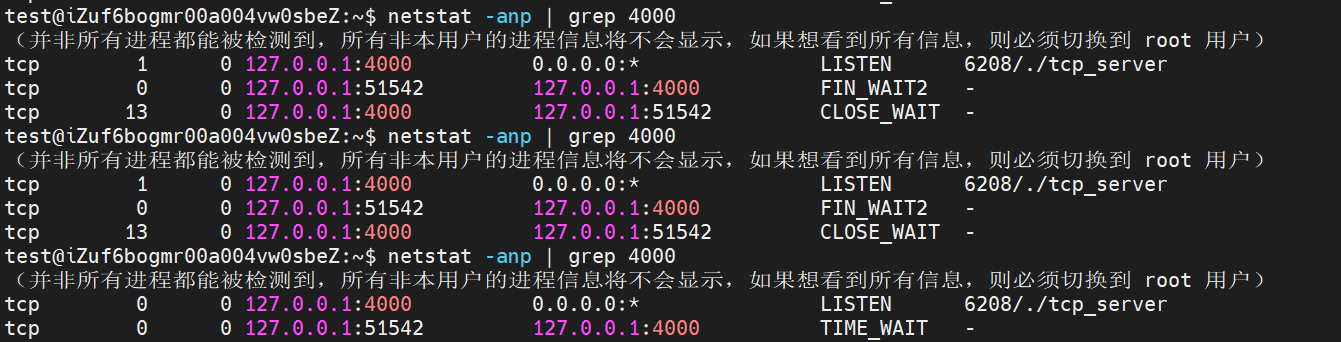 test@iZuf6bogmr00a004vw0sbeZ:~$ netstat -anp | grep 4000
（并非所有进程都能被检测到，所有非本用户的进程信息将不会显示，如果想看到所有信息，则必须切换到 root 用户）
tcp        1      0 127.0.0.1:4000          0.0.0.0:*               LISTEN      6208/./tcp_server
tcp        0      0 127.0.0.1:51542         127.0.0.1:4000          FIN_WAIT2   -
tcp       13      0 127.0.0.1:4000          127.0.0.1:51542         CLOSE_WAIT  -
test@iZuf6bogmr00a004vw0sbeZ:~$ netstat -anp | grep 4000
（并非所有进程都能被检测到，所有非本用户的进程信息将不会显示，如果想看到所有信息，则必须切换到 root 用户）
tcp        1      0 127.0.0.1:4000          0.0.0.0:*               LISTEN      6208/./tcp_server
tcp        0      0 127.0.0.1:51542         127.0.0.1:4000          FIN_WAIT2   -
tcp       13      0 127.0.0.1:4000          127.0.0.1:51542         CLOSE_WAIT  -
test@iZuf6bogmr00a004vw0sbeZ:~$ netstat -anp | grep 4000
（并非所有进程都能被检测到，所有非本用户的进程信息将不会显示，如果想看到所有信息，则必须切换到 root 用户）
tcp        0      0 127.0.0.1:4000          0.0.0.0:*               LISTEN      6208/./tcp_server
tcp        0      0 127.0.0.1:51542         127.0.0.1:4000          TIME_WAIT   -